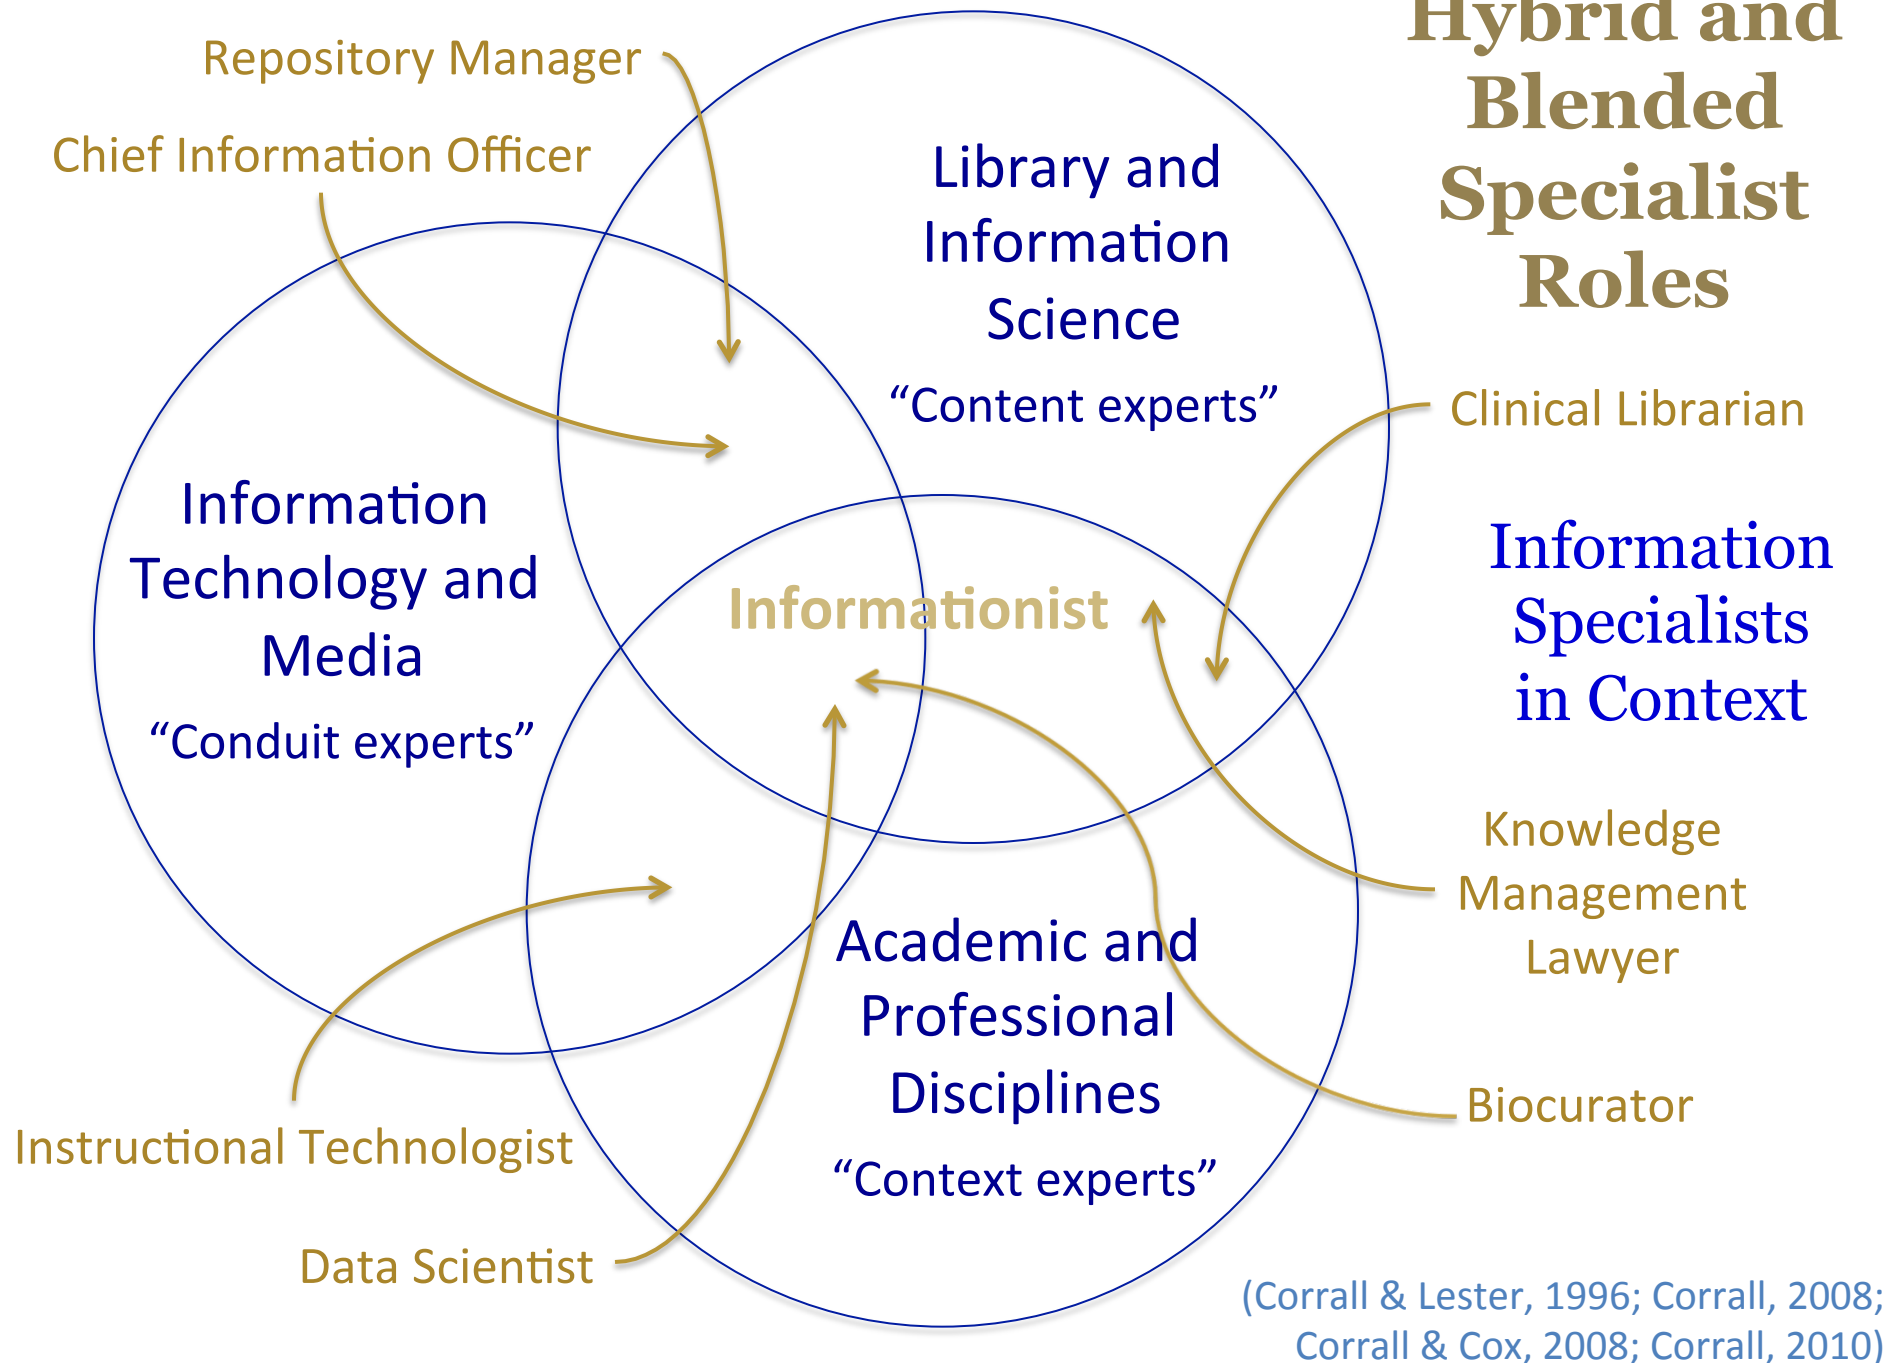 Hybrid and
Blended
Specialist
Roles
Repository Manager
Chief Information Officer
Library and
Information
Science
“Content experts”
Clinical Librarian
Information
Technology and
Media
“Conduit experts”
Informationist
Information
Specialists
in Context
Knowledge
Management
Lawyer
Academic and
Professional
Disciplines
“Context experts”
Biocurator
Instructional Technologist
Data Scientist
(Corrall & Lester, 1996; Corrall, 2008;
Corrall & Cox, 2008; Corrall, 2010)